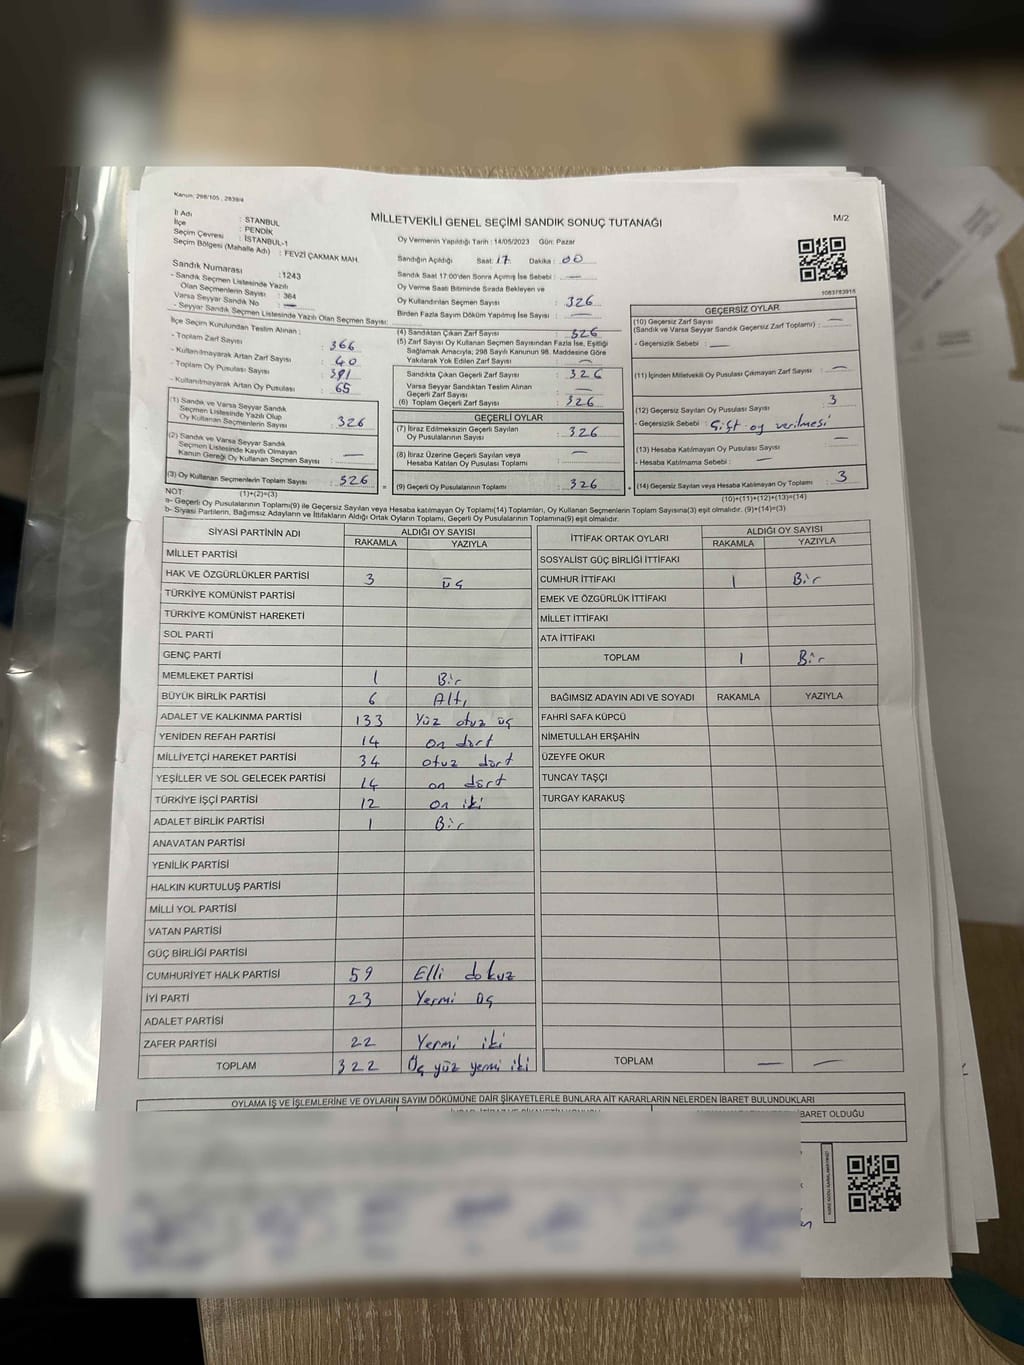 Kanun: 298/105 , 2839/4
MİLLETVEKİLİ GENEL SEÇİMİ SANDIK SONUÇ TUTANAĞI
M/2
İl Adı : STANBUL
İlçe : PENDİK
Seçim Çevresi : İSTANBUL-1
Seçim Bölgesi (Mahalle Adı) : FEVZİ ÇAKMAK MAH.
Sandık Numarası :1243
- Sandık Seçmen Listesinde Yazılı
Olan Seçmenlerin Sayısı : 364
Varsa Seyyar Sandık No : —
- Seyyar Sandık Seçmen Listesinde Yazılı Olan Seçmen Sayısı:
İlçe Seçim Kurulundan Teslim Alınan :
- Toplam Zarf Sayısı : 366
- Kullanılmayarak Artan Zarf Sayısı : 40
- Toplam Oy Pusulası Sayısı : 391
- Kullanılmayarak Artan Oy Pusulası : 65
(1) Sandık ve Varsa Seyyar Sandık
Seçmen Listesinde Yazılı Olup
Oy Kullanan Seçmenlerin Sayısı : 326
(2) Sandık ve Varsa Seyyar Sandık
Seçmen Listesinde Kayıtlı Olmayan
Kanun Gereği Oy Kullanan Seçmen Sayısı : —
(3) Oy Kullanan Seçmenlerin Toplam Sayısı : 326
(1)+(2)=(3)
Oy Vermenin Yapıldığı Tarih : 14/05/2023 Gün: Pazar
Sandığın Açıldığı Saat: 17 Dakika : 00
Sandık Saat 17:00'den Sonra Açılmış İse Sebebi : —
Oy Verme Saati Bitiminde Sırada Bekleyen ve
Oy Kullandırılan Seçmen Sayısı : 326
Birden Fazla Sayım Döküm Yapılmış İse Sayısı : —
(4) Sandıktan Çıkan Zarf Sayısı : 326
(5) Zarf Sayısı Oy Kullanan Seçmen Sayısından Fazla İse, Eşitliği
Sağlamak Amacıyla; 298 Sayılı Kanunun 98. Maddesine Göre
Yakılarak Yok Edilen Zarf Sayısı : —
Sandıkta Çıkan Geçerli Zarf Sayısı : 326
Varsa Seyyar Sandıktan Teslim Alınan
Geçerli Zarf Sayısı : —
(6) Toplam Geçerli Zarf Sayısı : 326
GEÇERLİ OYLAR
(7) İtiraz Edilmeksizin Geçerli Sayılan
Oy Pusulalarının Sayısı : 326
(8) İtiraz Üzerine Geçerli Sayılan veya
Hesaba Katılan Oy Pusulası Toplamı : —
(9) Geçerli Oy Pusulalarının Toplamı : 326
1083783915
GEÇERSİZ OYLAR
(10) Geçersiz Zarf Sayısı
(Sandık ve Varsa Seyyar Sandık Geçersiz Zarf Toplamı) : —
- Geçersizlik Sebebi : —
(11) İçinden Milletvekili Oy Pusulası Çıkmayan Zarf Sayısı : —
(12) Geçersiz Sayılan Oy Pusulası Sayısı : 3
- Geçersizlik Sebebi : Çift oy verilmesi
(13) Hesaba Katılmayan Oy Pusulası Sayısı : —
- Hesaba Katılmama Sebebi : —
(14) Geçersiz Sayılan veya Hesaba Katılmayan Oy Toplamı : 3
(10)+(11)+(12)+(13)=(14)
NOT:
a- Geçerli Oy Pusulalarının Toplamı(9) ile Geçersiz Sayılan veya Hesaba katılmayan Oy Toplamı(14) Toplamları, Oy Kullanan Seçmenlerin Toplam Sayısına(3) eşit olmalıdır. (9)+(14)=(3)
b- Siyasi Partilerin, Bağımsız Adayların ve İttifakların Aldığı Ortak Oyların Toplamı, Geçerli Oy Pusulalarının Toplamına(9) eşit olmalıdır.
SİYASİ PARTİNİN ADI ALDIĞI OY SAYISI
RAKAMLA YAZIYLA
MİLLET PARTİSİ
HAK VE ÖZGÜRLÜKLER PARTİSİ 3 üç
TÜRKİYE KOMÜNİST PARTİSİ
TÜRKİYE KOMÜNİST HAREKETİ
SOL PARTİ
GENÇ PARTİ
MEMLEKET PARTİSİ 1 Bir
BÜYÜK BİRLİK PARTİSİ 6 Altı
ADALET VE KALKINMA PARTİSİ 133 Yüz otuz üç
YENİDEN REFAH PARTİSİ 14 on dört
MİLLİYETÇİ HAREKET PARTİSİ 34 otuz dört
YEŞİLLER VE SOL GELECEK PARTİSİ 14 on dört
TÜRKİYE İŞÇİ PARTİSİ 12 on iki
ADALET BİRLİK PARTİSİ 1 Bir
ANAVATAN PARTİSİ
YENİLİK PARTİSİ
HALKIN KURTULUŞ PARTİSİ
MİLLİ YOL PARTİSİ
VATAN PARTİSİ
GÜÇ BİRLİĞİ PARTİSİ
CUMHURİYET HALK PARTİSİ 59 Elli dokuz
İYİ PARTİ 23 Yermi üç
ADALET PARTİSİ
ZAFER PARTİSİ 22 Yermi iki
TOPLAM 322 Üç yüz yermi iki
İTTİFAK ORTAK OYLARI ALDIĞI OY SAYISI
RAKAMLA YAZIYLA
SOSYALİST GÜÇ BİRLİĞİ İTTİFAKI
CUMHUR İTTİFAKI 1 Bir
EMEK VE ÖZGÜRLÜK İTTİFAKI
MİLLET İTTİFAKI
ATA İTTİFAKI
TOPLAM 1 Bir
BAĞIMSIZ ADAYIN ADI VE SOYADI RAKAMLA YAZIYLA
FAHRİ SAFA KÜPCÜ
NİMETULLAH ERŞAHİN
ÜZEYFE OKUR
TUNCAY TAŞÇI
TURGAY KARAKUŞ
TOPLAM — —
OYLAMA İŞ VE İŞLEMLERİNE VE OYLARIN SAYIM DÖKÜMÜNE DAİR ŞİKAYETLERLE BUNLARA AİT KARARLARIN NELERDEN İBARET BULUNDUKLARI
İBARET OLDUĞU